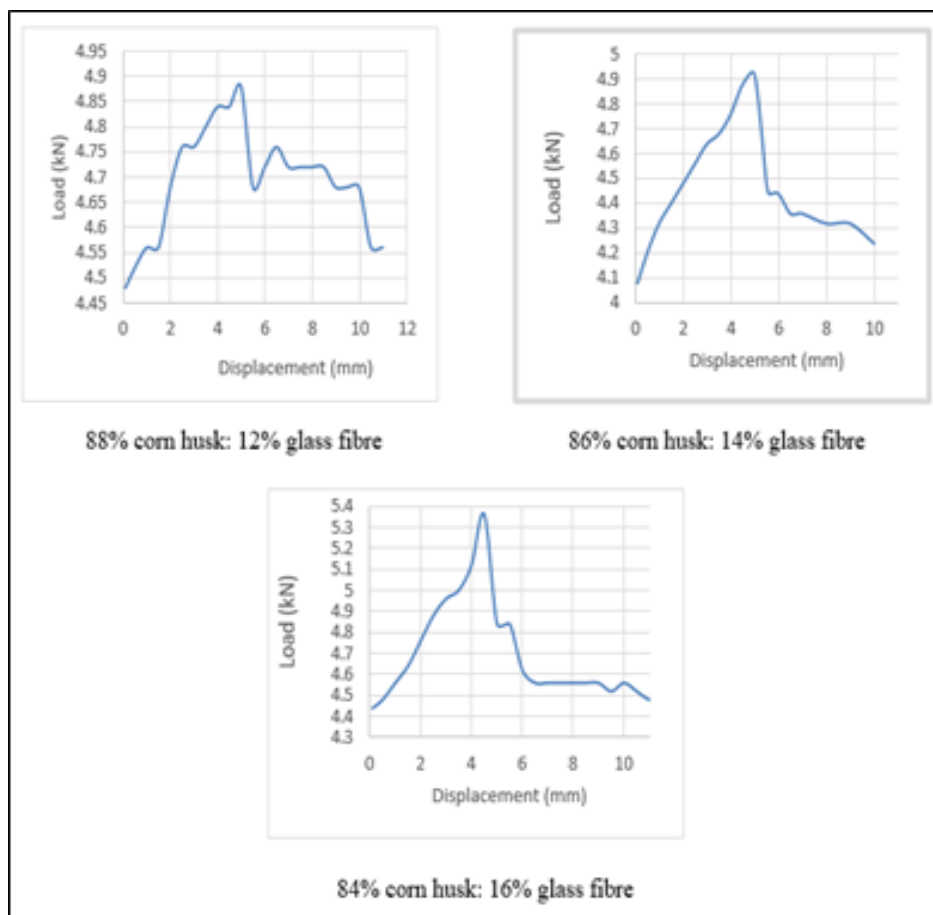 4.95
4.9
4.85
4.8
4.75
4.7
4.65
4.6
4.55
4.5
4.45
Load (kN)
0 2 4 6 8 10 12
Displacement (mm)
88% corn husk: 12% glass fibre
5
4.9
4.8
4.7
4.6
4.5
4.4
4.3
4.2
4.1
4
Load (kN)
0 2 4 6 8 10
Displacement (mm)
86% corn husk: 14% glass fibre
5.4
5.3
5.2
5.1
5
4.9
4.8
4.7
4.6
4.5
4.4
4.3
Load (kN)
0 2 4 6 8 10
Displacement (mm)
84% corn husk: 16% glass fibre